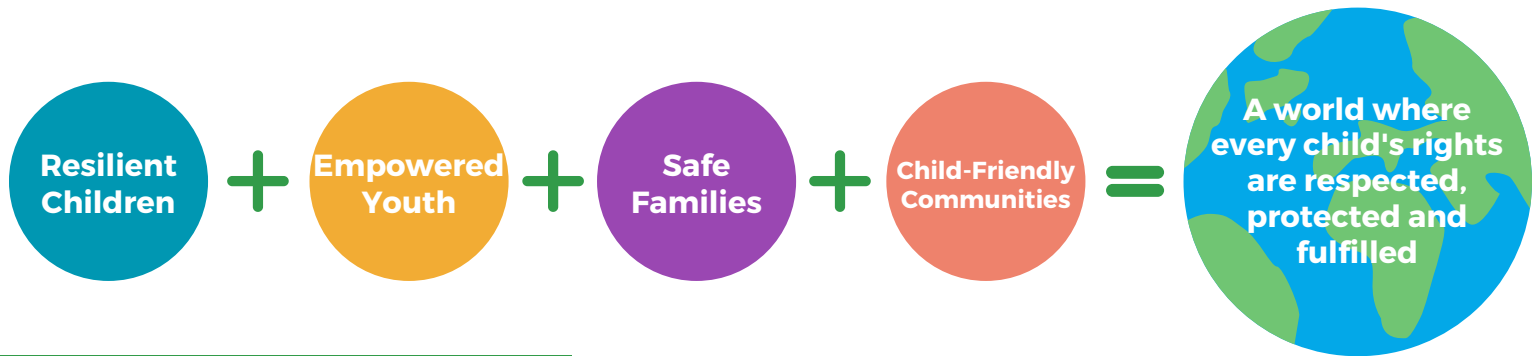 Resilient
Children
Empowered
Youth
Safe
Families
Child-Friendly
Communities
A world where
every child's rights
are respected,
protected and
fulfilled